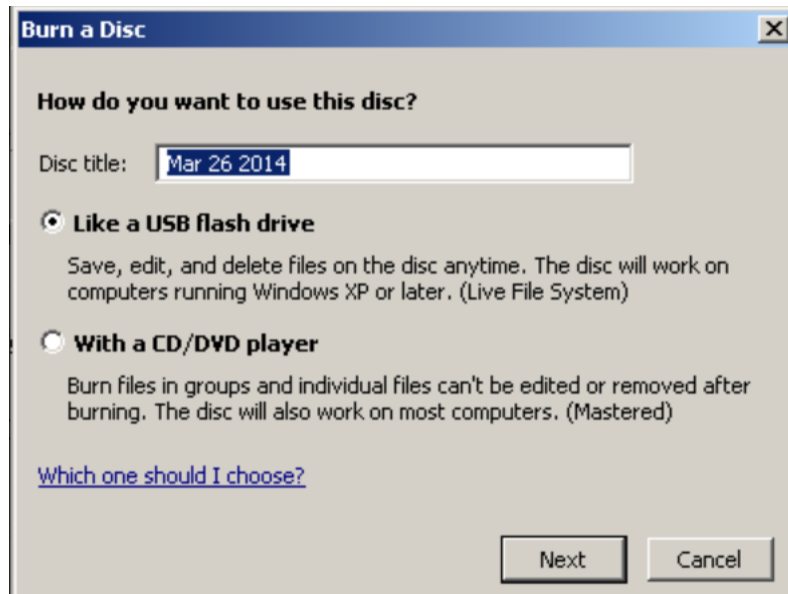 Burn a Disc
How do you want to use this disc?
Disc title: Mar 26 2014
Like a USB flash drive
Save, edit, and delete files on the disc anytime. The disc will work on
computers running Windows XP or later. (Live File System)
With a CD/DVD player
Burn files in groups and individual files can't be edited or removed after
burning. The disc will also work on most computers. (Mastered)
Which one should I choose?
Next Cancel